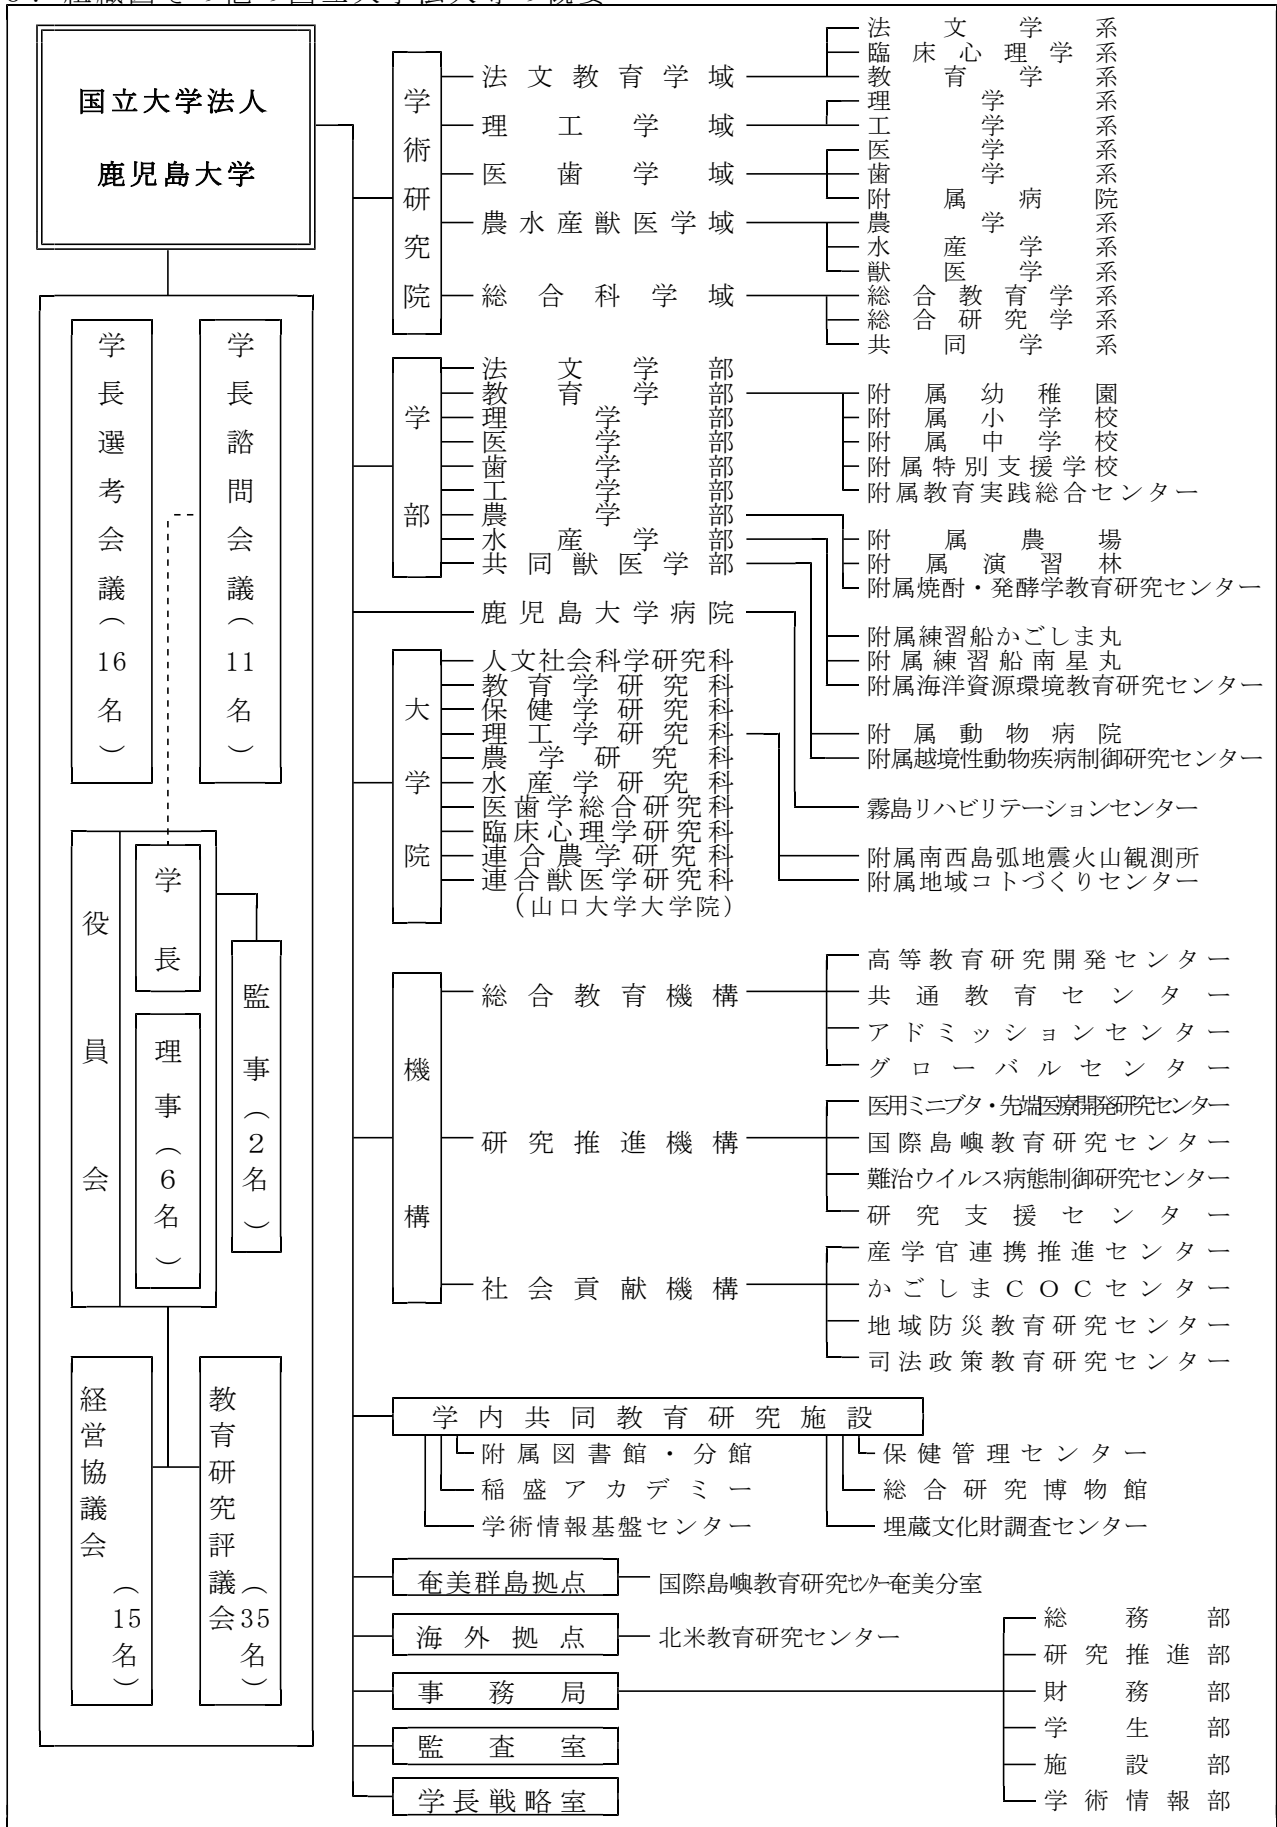 国立大学法人
鹿児島大学
学長選考会議(16名)
学長諮問会議(11名)
役員会
学長
理事(6名)
監事(2名)
経営協議会(15名)
教育研究評議会(35名)
学術研究院
法文教育学域
法文学系
臨床心理学系
教育学系
理工学域
理学系
工学系
医歯学域
医学系
歯学系
附属病院
農水産獣医学域
農学系
水産学系
獣医学系
総合科学域
総合教育学系
総合研究学系
共同学系
学部
法文学部
教育学部
理学部
医学部
歯学部
工学部
農学部
水産学部
共同獣医学部
附属幼稚園
附属小学校
附属中学校
附属特別支援学校
附属教育実践総合センター
附属農場
附属演習林
附属焼酎・発酵学教育研究センター
附属練習船かごしま丸
附属練習船南星丸
附属海洋資源環境教育研究センター
附属動物病院
附属越境性動物疾病制御研究センター
鹿児島大学病院
霧島リハビリテーションセンター
大学院
人文社会科学研究科
教育学研究科
保健学研究科
理工学研究科
農学研究科
水産学研究科
医歯学総合研究科
臨床心理学研究科
連合農学研究科
連合獣医学研究科
(山口大学大学院)
附属南西島弧地震火山観測所
附属地域コトづくりセンター
機構
総合教育機構
高等教育研究開発センター
共通教育センター
アドミッションセンター
グローバルセンター
研究推進機構
医用ミニブタ・先端医療開発研究センター
国際島嶼教育研究センター
難治ウイルス病態制御研究センター
研究支援センター
社会貢献機構
産学官連携推進センター
かごしまCOCセンター
地域防災教育研究センター
司法政策教育研究センター
学内共同教育研究施設
附属図書館・分館
稲盛アカデミー
学術情報基盤センター
保健管理センター
総合研究博物館
埋蔵文化財調査センター
奄美群島拠点
国際島嶼教育研究センター奄美分室
海外拠点
北米教育研究センター
事務局
総務部
研究推進部
財務部
学生部
施設部
学術情報部
監査室
学長戦略室